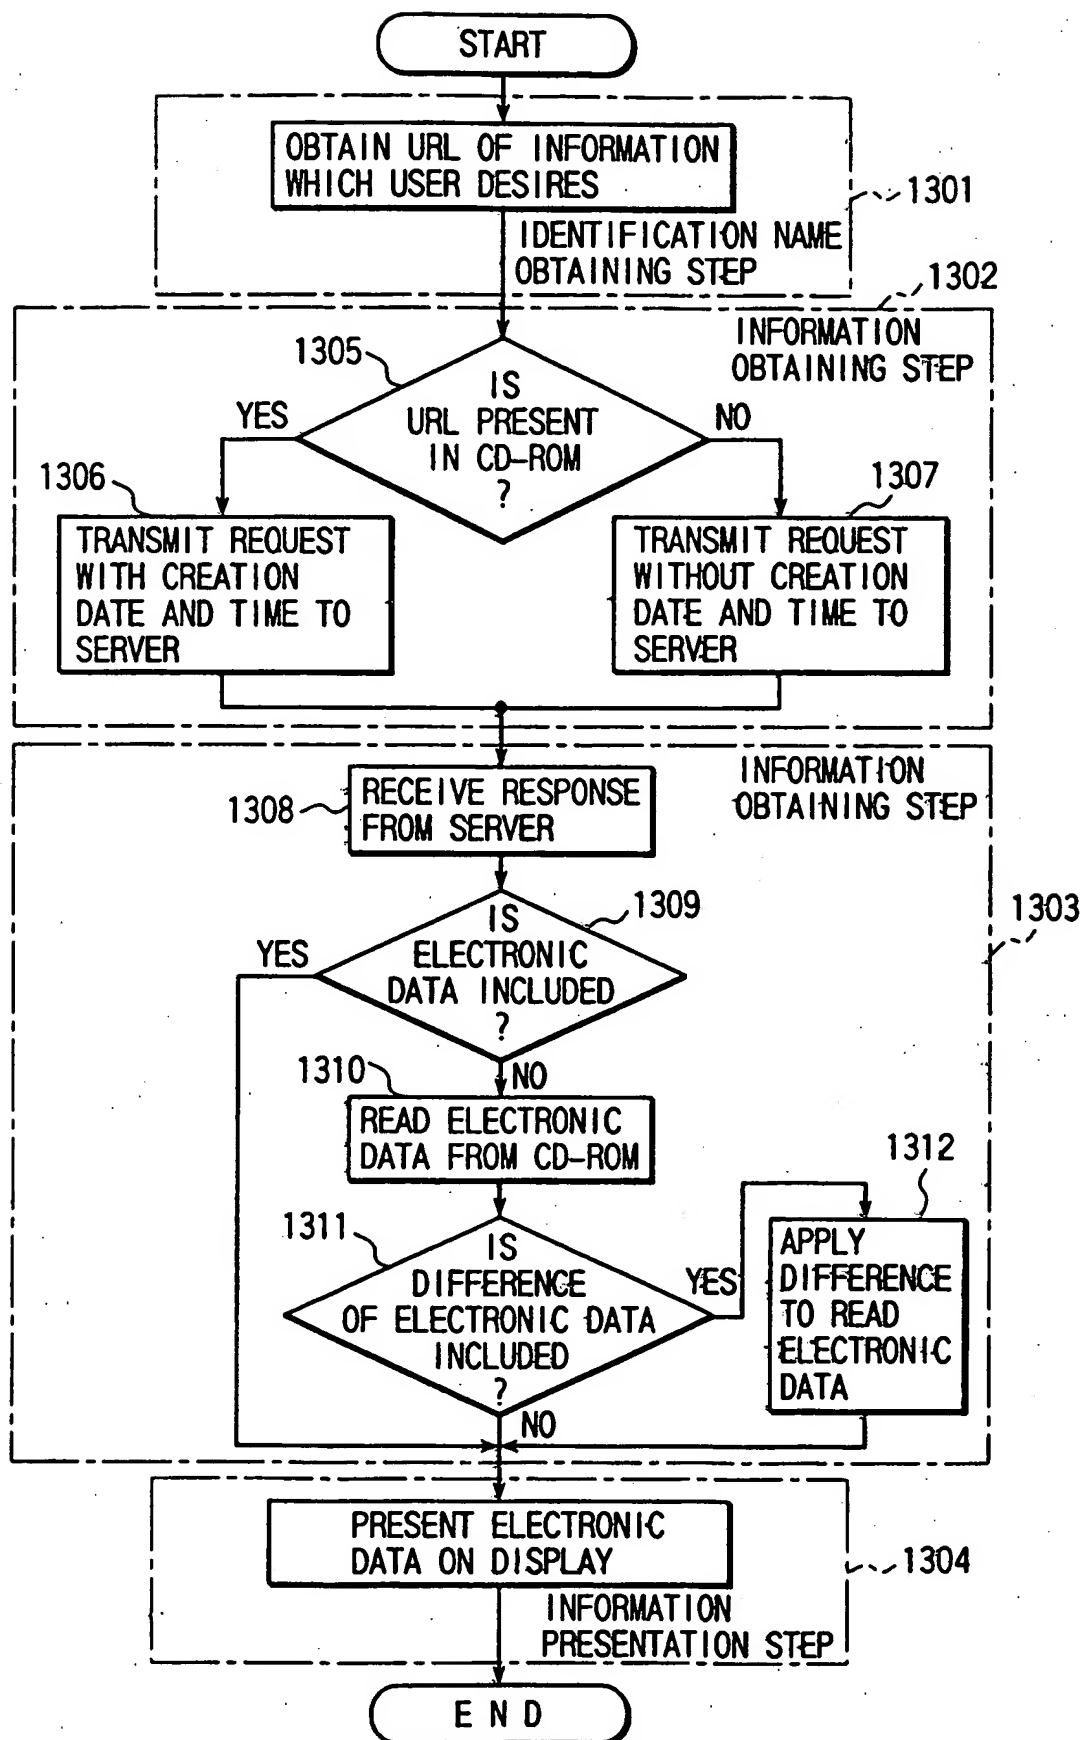 START
OBTAIN URL OF INFORMATION
WHICH USER DESIRES
1301
IDENTIFICATION NAME
OBTAINING STEP
1302
INFORMATION
OBTAINING STEP
1305
IS
URL PRESENT
IN CD-ROM
?
YES
NO
1306
1307
TRANSMIT REQUEST
WITH CREATION
DATE AND TIME TO
SERVER
TRANSMIT REQUEST
WITHOUT CREATION
DATE AND TIME TO
SERVER
INFORMATION
OBTAINING STEP
1308
RECEIVE RESPONSE
FROM SERVER
1303
1309
IS
ELECTRONIC
DATA INCLUDED
?
YES
NO
1310
READ ELECTRONIC
DATA FROM CD-ROM
1312
1311
IS
DIFFERENCE
OF ELECTRONIC DATA
INCLUDED
?
YES
APPLY
DIFFERENCE
TO READ
ELECTRONIC
DATA
NO
PRESENT ELECTRONIC
DATA ON DISPLAY
1304
INFORMATION
PRESENTATION STEP
END